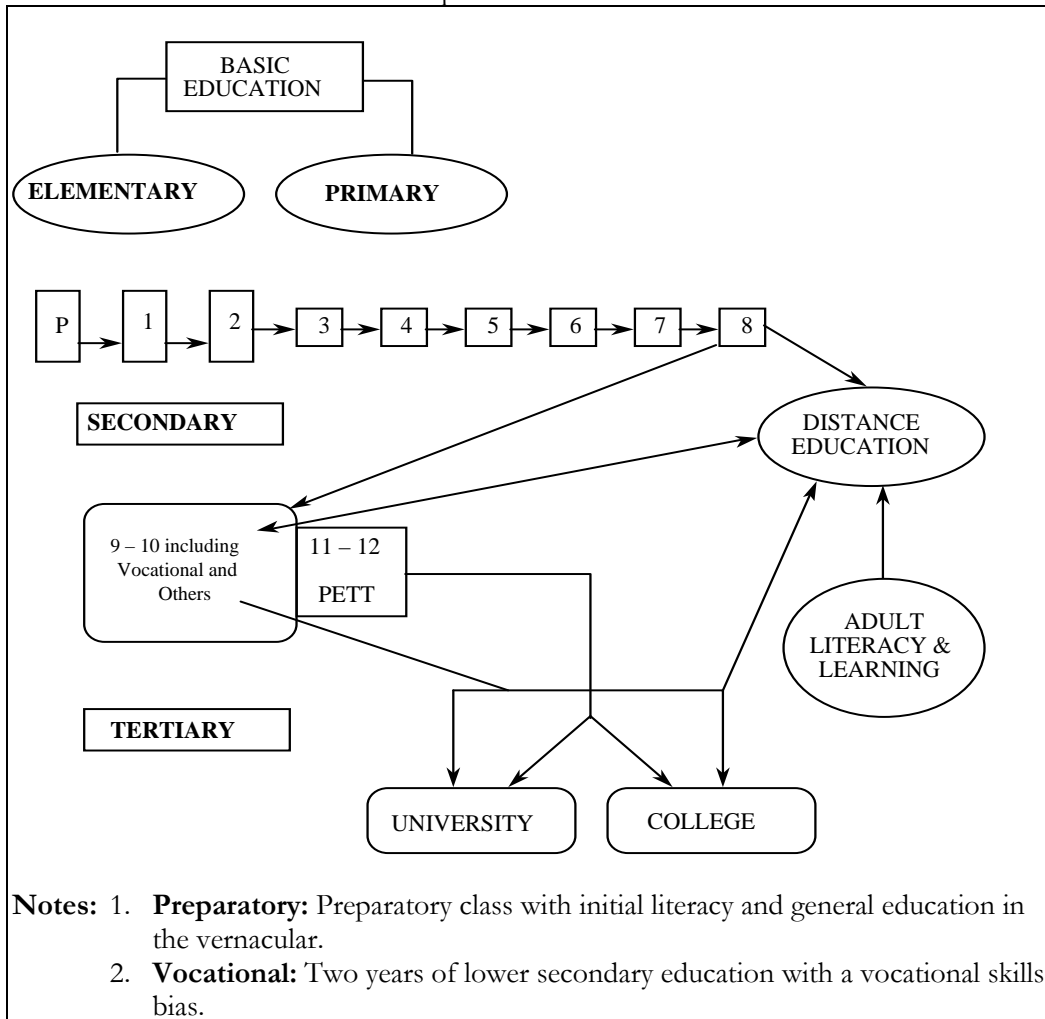 BASIC
EDUCATION
ELEMENTARY
PRIMARY
P
1
2
3
4
5
6
7
8
SECONDARY
DISTANCE
EDUCATION
9 – 10 including
Vocational and
Others
11 – 12
PETT
ADULT
LITERACY &
LEARNING
TERTIARY
UNIVERSITY
COLLEGE
Notes: 1. Preparatory: Preparatory class with initial literacy and general education in
the vernacular.
2. Vocational: Two years of lower secondary education with a vocational skills
bias.